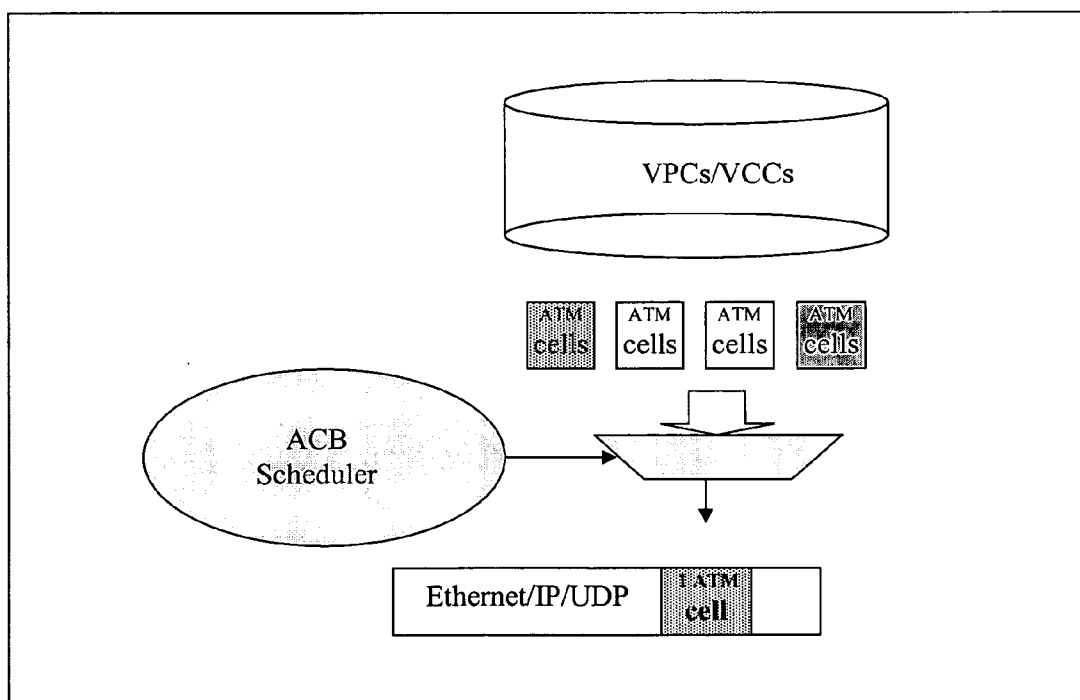 VPCs/VCCs
ATM
cells
ATM
cells
ATM
cells
ATM
cells
ACB
Scheduler
Ethernet/IP/UDP
1 ATM
cell